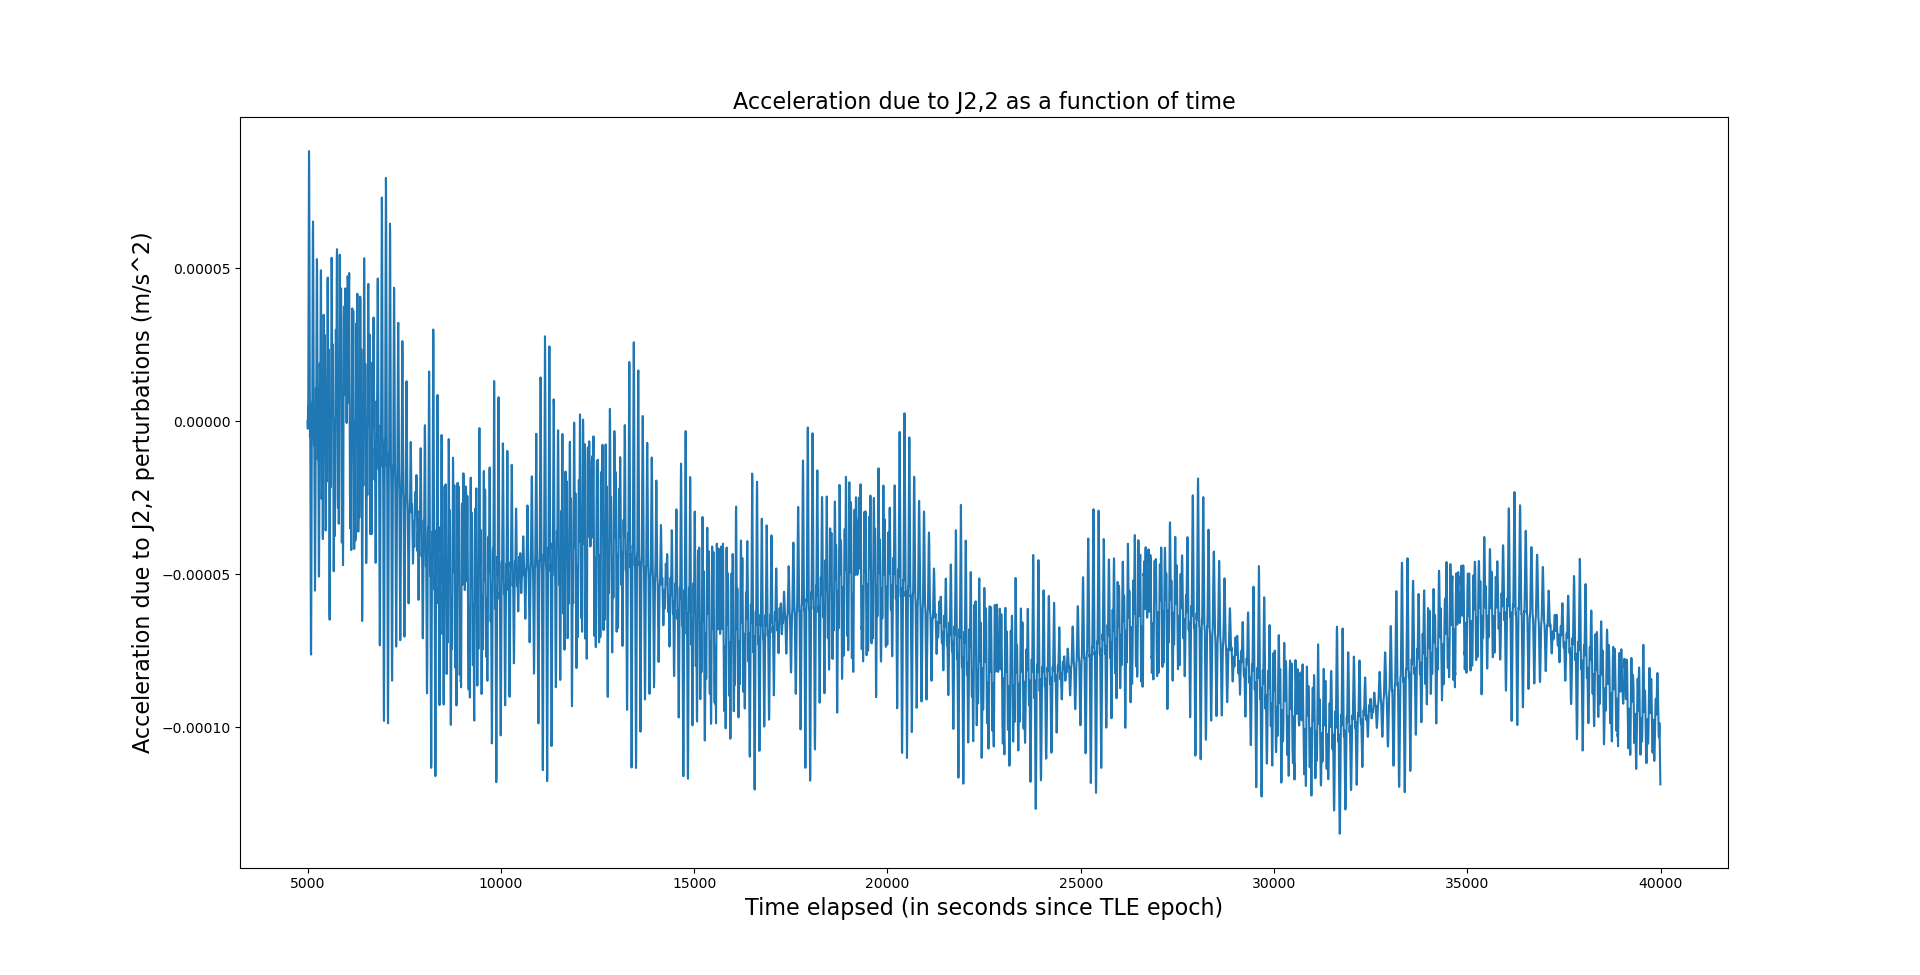 Acceleration due to J2,2 as a function of time
Acceleration due to J2,2 perturbations (m/s^2)
0.00005
0.00000
−0.00005
−0.00010
5000 10000 15000 20000 25000 30000 35000 40000
Time elapsed (in seconds since TLE epoch)